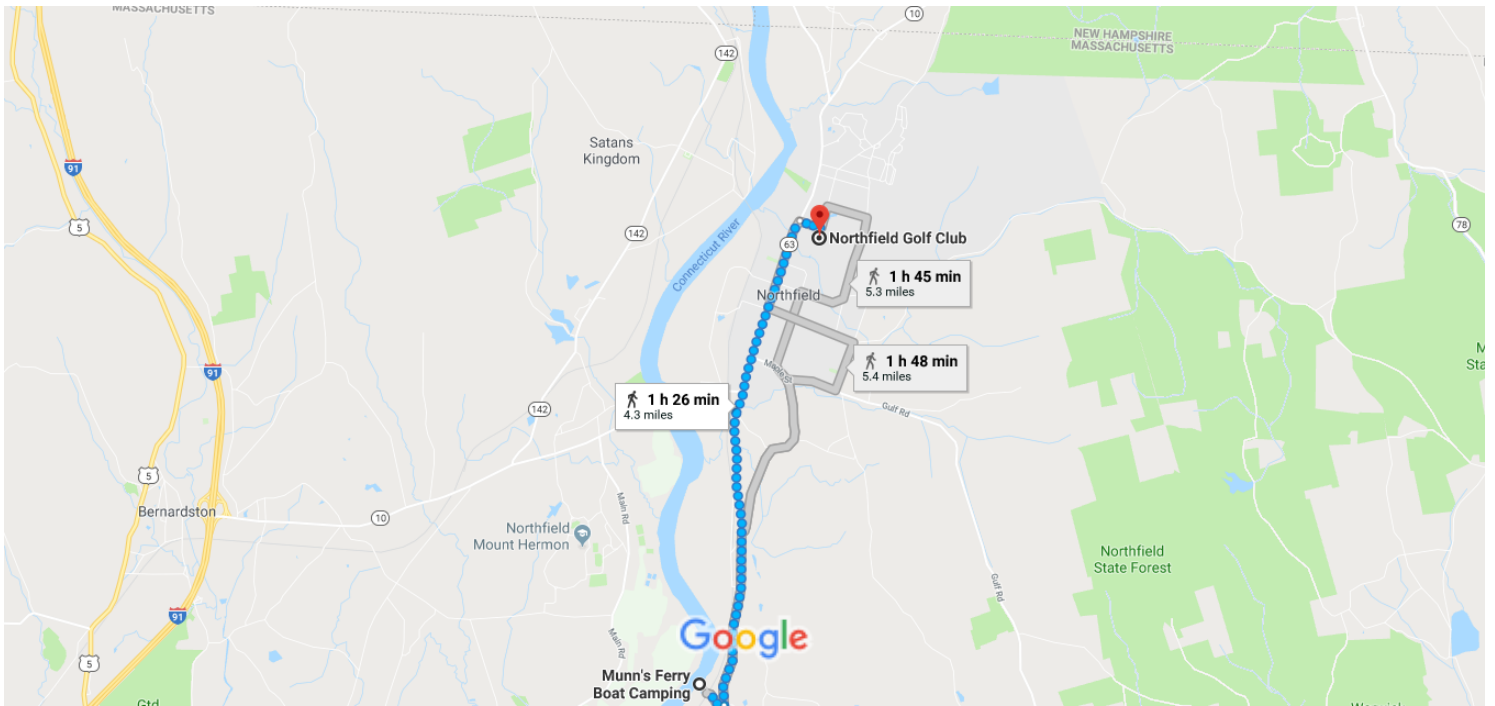 MASSACHUSETTS
10
142
NEW HAMPSHIRE
MASSACHUSETTS
Satans
Kingdom
91
5
142
Connecticut River
63
Northfield Golf Club
78
1 h 45 min
5.3 miles
Northfield
1 h 48 min
5.4 miles
Maple St
91
1 h 26 min
4.3 miles
142
Gulf Rd
5
Bernardston
10
Main Rd
Northfield
Mount Hermon
Northfield
State Forest
Gulf Rd
91
Main Rd
Google
5
Munn's Ferry
Boat Camping